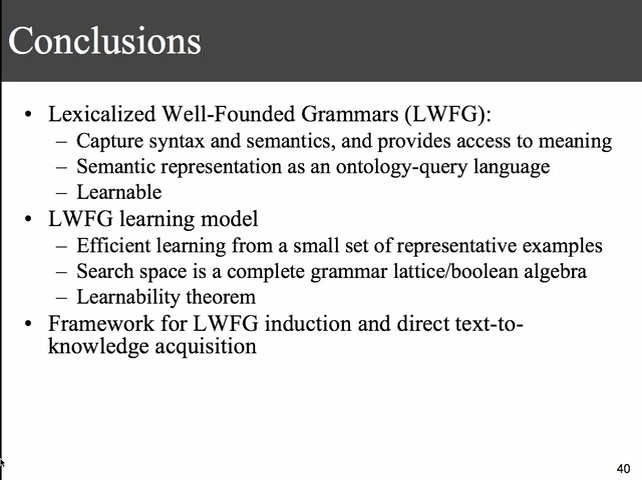 Conclusions
• Lexicalized Well-Founded Grammars (LWFG):
– Capture syntax and semantics, and provides access to meaning
– Semantic representation as an ontology-query language
– Learnable
• LWFG learning model
– Efficient learning from a small set of representative examples
– Search space is a complete grammar lattice/boolean algebra
– Learnability theorem
• Framework for LWFG induction and direct text-to-
knowledge acquisition
40